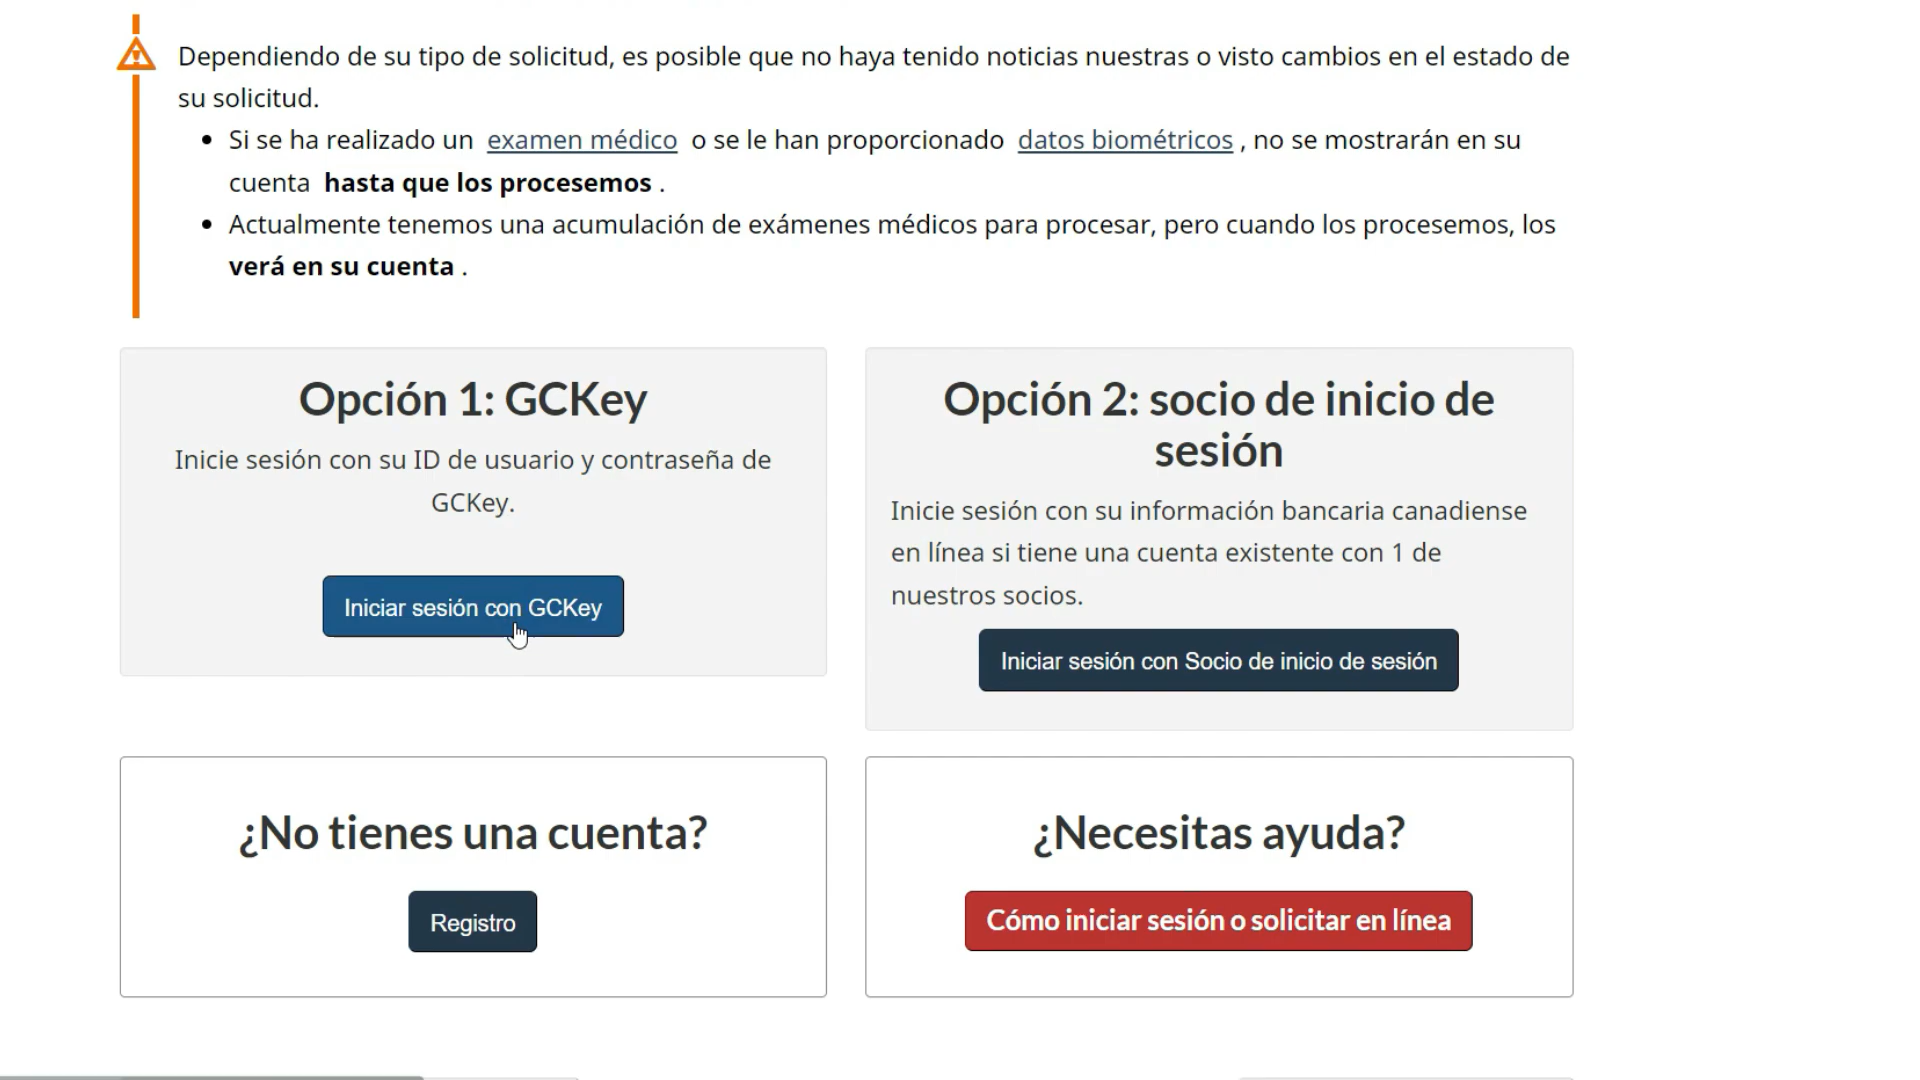 Dependiendo de su tipo de solicitud, es posible que no haya tenido noticias nuestras o visto cambios en el estado de
su solicitud.
Si se ha realizado un examen médico o se le han proporcionado datos biométricos , no se mostrarán en su
cuenta hasta que los procesemos .
Actualmente tenemos una acumulación de exámenes médicos para procesar, pero cuando los procesemos, los
verá en su cuenta .
Opción 1: GCKey
Inicie sesión con su ID de usuario y contraseña de
GCKey.
Iniciar sesión con GCKey
Opción 2: socio de inicio de
sesión
Inicie sesión con su información bancaria canadiense
en línea si tiene una cuenta existente con 1 de
nuestros socios.
Iniciar sesión con Socio de inicio de sesión
¿No tienes una cuenta?
Registro
¿Necesitas ayuda?
Cómo iniciar sesión o solicitar en línea